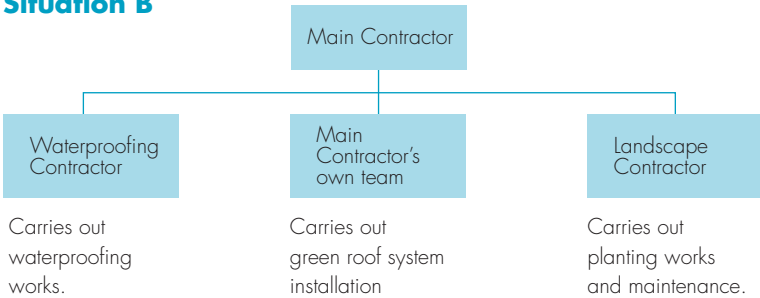 Situation B
Main Contractor
Waterproofing
Contractor
Main
Contractor's
own team
Landscape
Contractor
Carries out
waterproofing
works.
Carries out
green roof system
installation
Carries out
planting works
and maintenance.